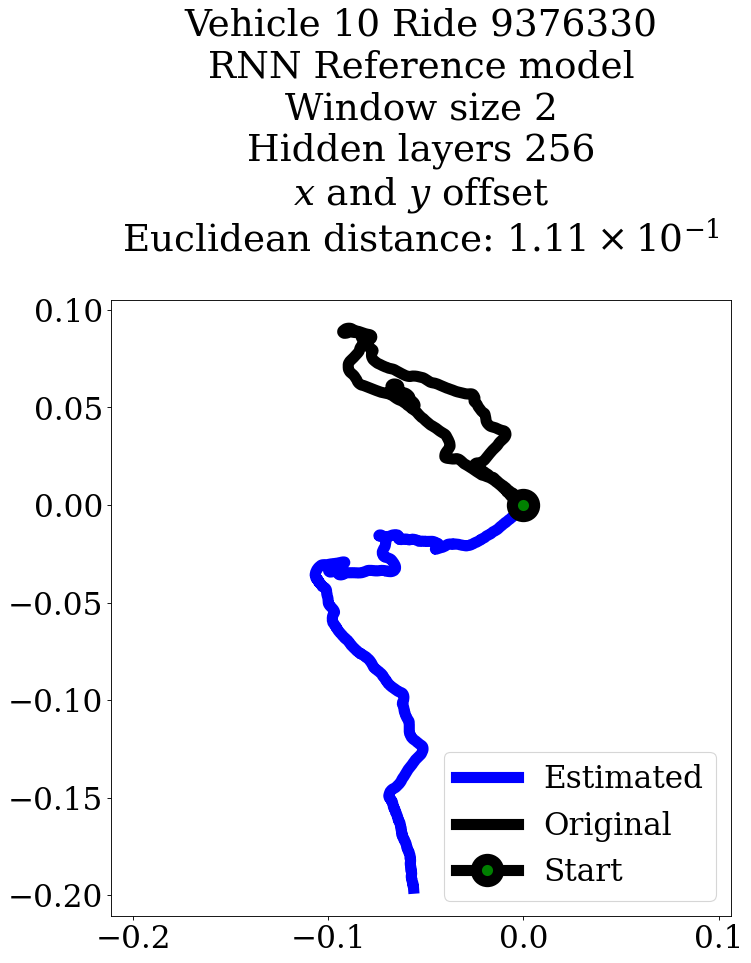 Vehicle 10 Ride 9376330
RNN Reference model
Window size 2
Hidden layers 256
x and y offset
Euclidean distance: 1.11 × 10⁻¹
0.10
0.05
0.00
−0.05
−0.10
−0.15
−0.20
Estimated
Original
Start
−0.2
−0.1
0.0
0.1